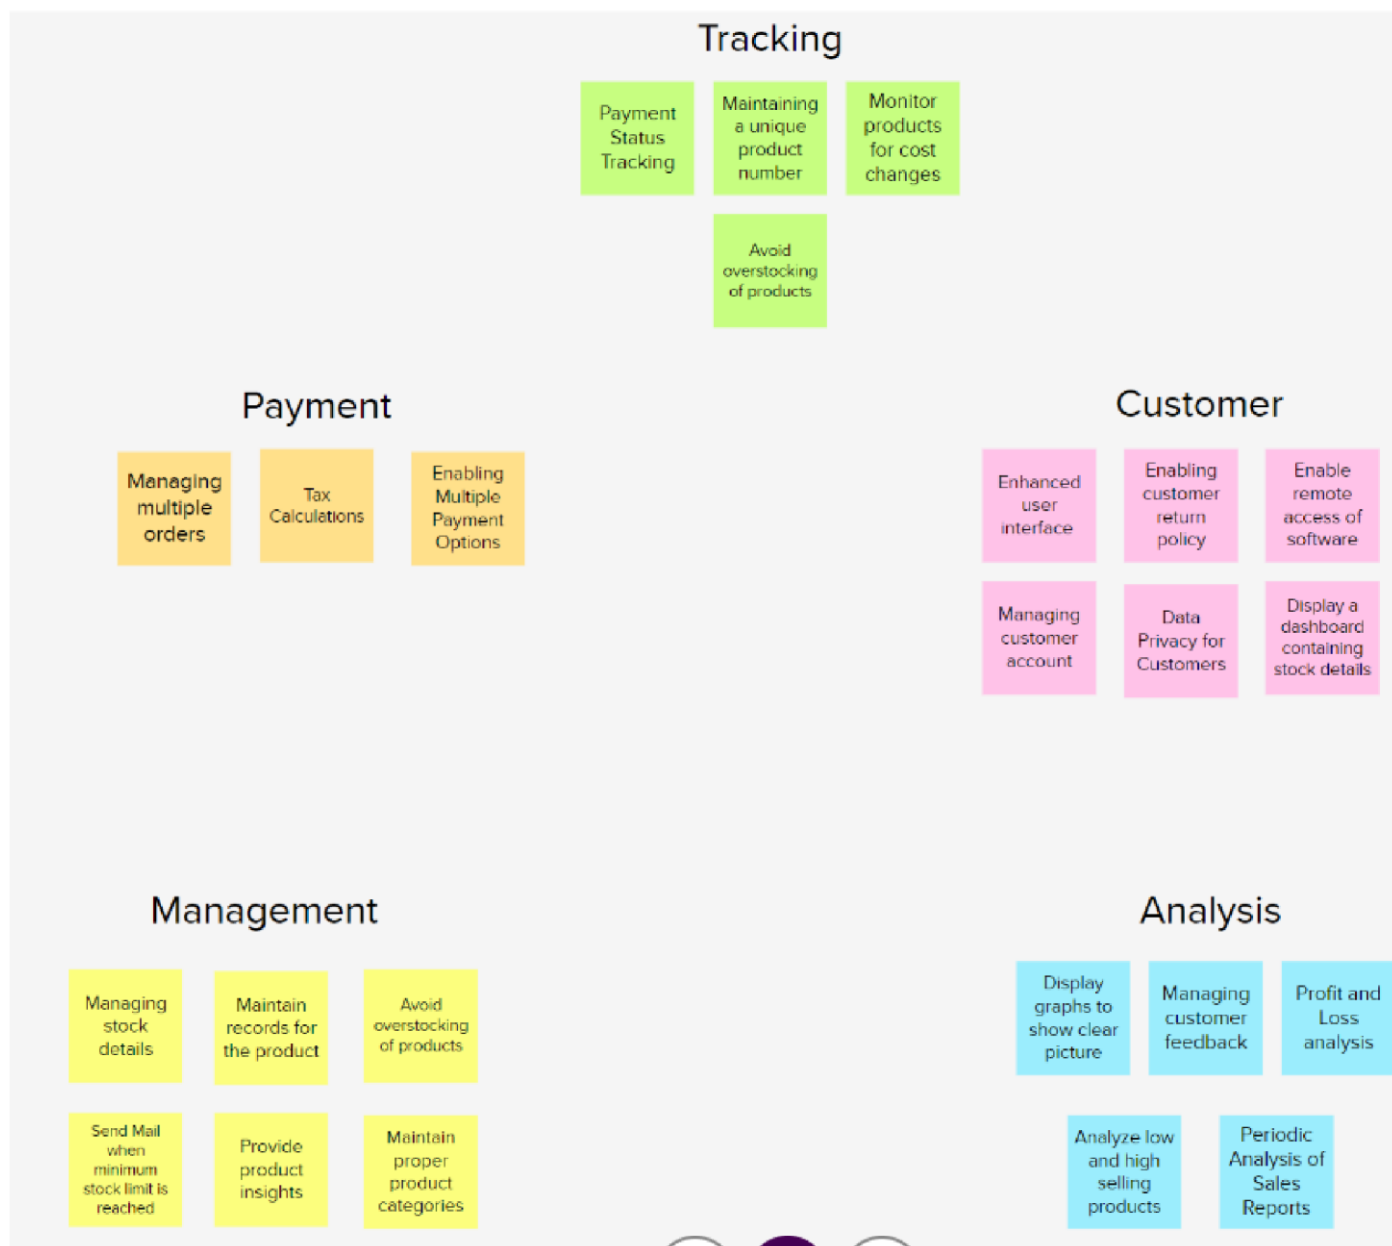 Tracking
Payment
Status
Tracking
Maintaining
a unique
product
number
Monitor
products
for cost
changes
Avoid
overstocking
of products
Payment
Managing
multiple
orders
Tax
Calculations
Enabling
Multiple
Payment
Options
Customer
Enhanced
user
interface
Enabling
customer
return
policy
Enable
remote
access of
software
Managing
customer
account
Data
Privacy for
Customers
Display a
dashboard
containing
stock details
Management
Managing
stock
details
Maintain
records for
the product
Avoid
overstocking
of products
Send Mail
when
minimum
stock limit is
reached
Provide
product
insights
Maintain
proper
product
categories
Analysis
Display
graphs to
show clear
picture
Managing
customer
feedback
Profit and
Loss
analysis
Analyze low
and high
selling
products
Periodic
Analysis of
Sales
Reports